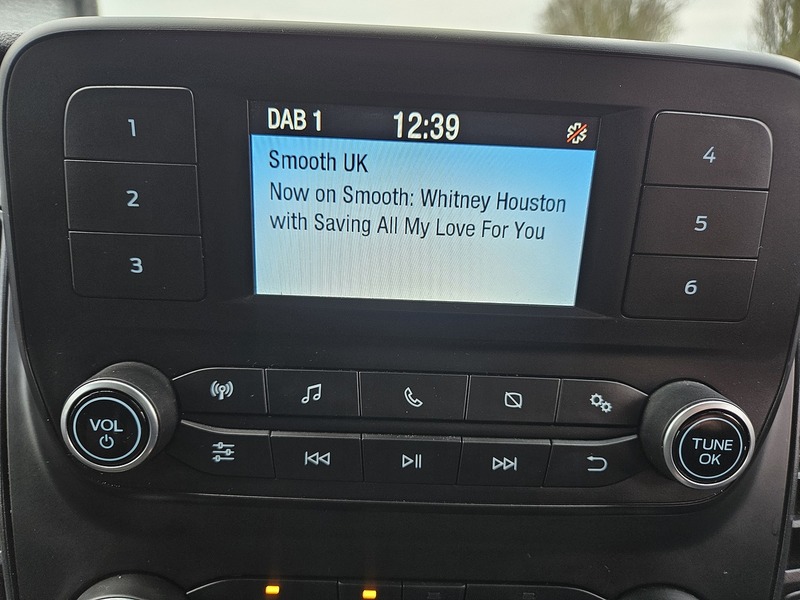 DAB 1 12:39
Smooth UK
Now on Smooth: Whitney Houston
with Saving All My Love For You
1
2
3
4
5
6
VOL
TUNE
OK